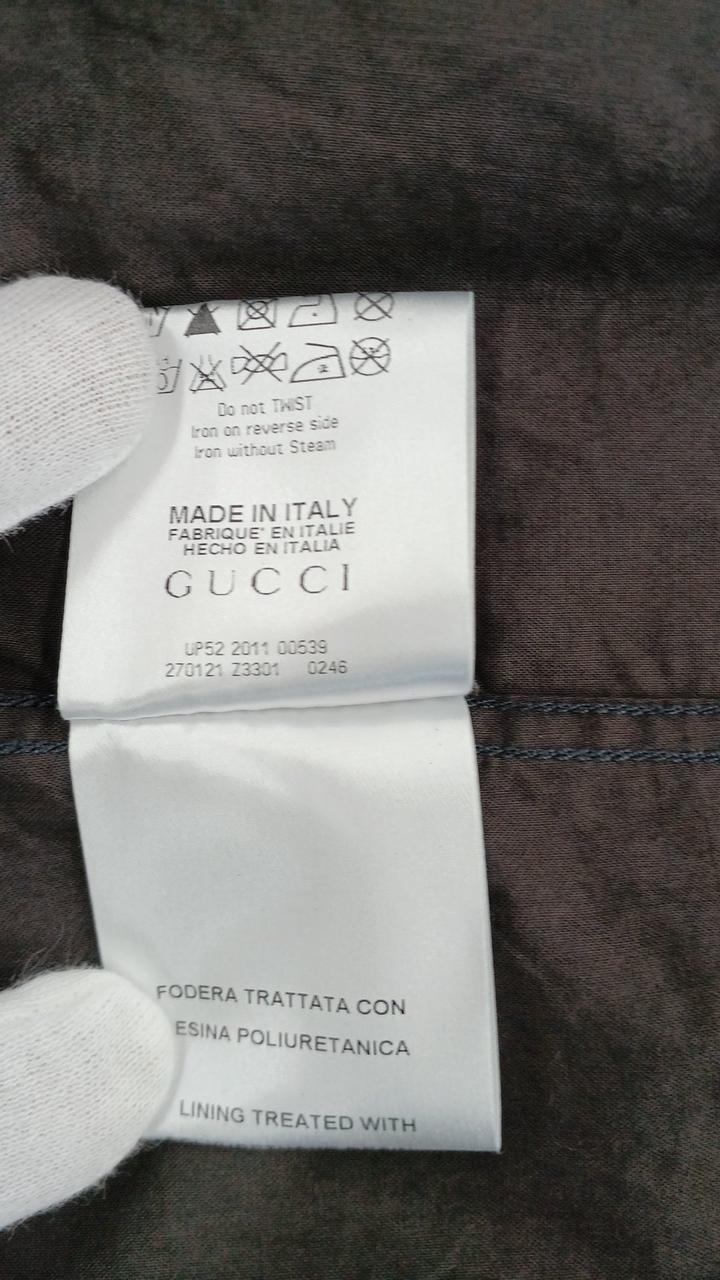 Do not TWIST
Iron on reverse side
Iron without Steam
MADE IN ITALY
FABRIQUE' EN ITALIE
HECHO EN ITALIA
GUCCI
UP52 2011 00539
270121 Z3301 0246
FODERA TRATTATA CON
ESINA POLIURETANICA
LINING TREATED WITH